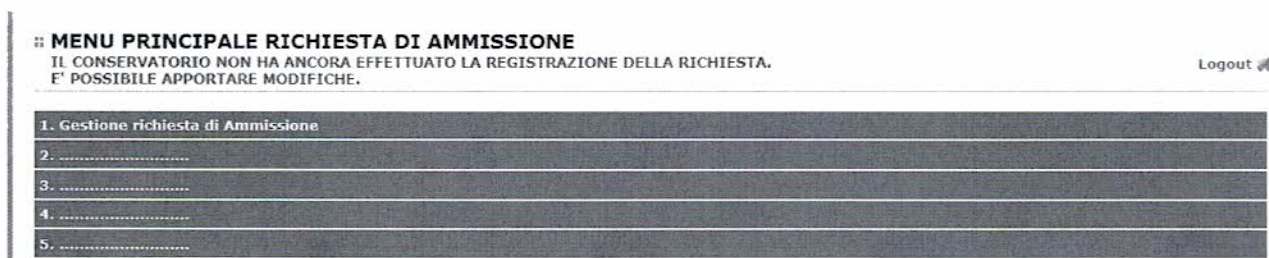 :: MENU PRINCIPALE RICHIESTA DI AMMISSIONE
IL CONSERVATORIO NON HA ANCORA EFFETTUATO LA REGISTRAZIONE DELLA RICHIESTA.
E' POSSIBILE APPORTARE MODIFICHE.
Logout
1. Gestione richiesta di Ammissione
2. ..........................
3. ..........................
4. ..........................
5. ..........................